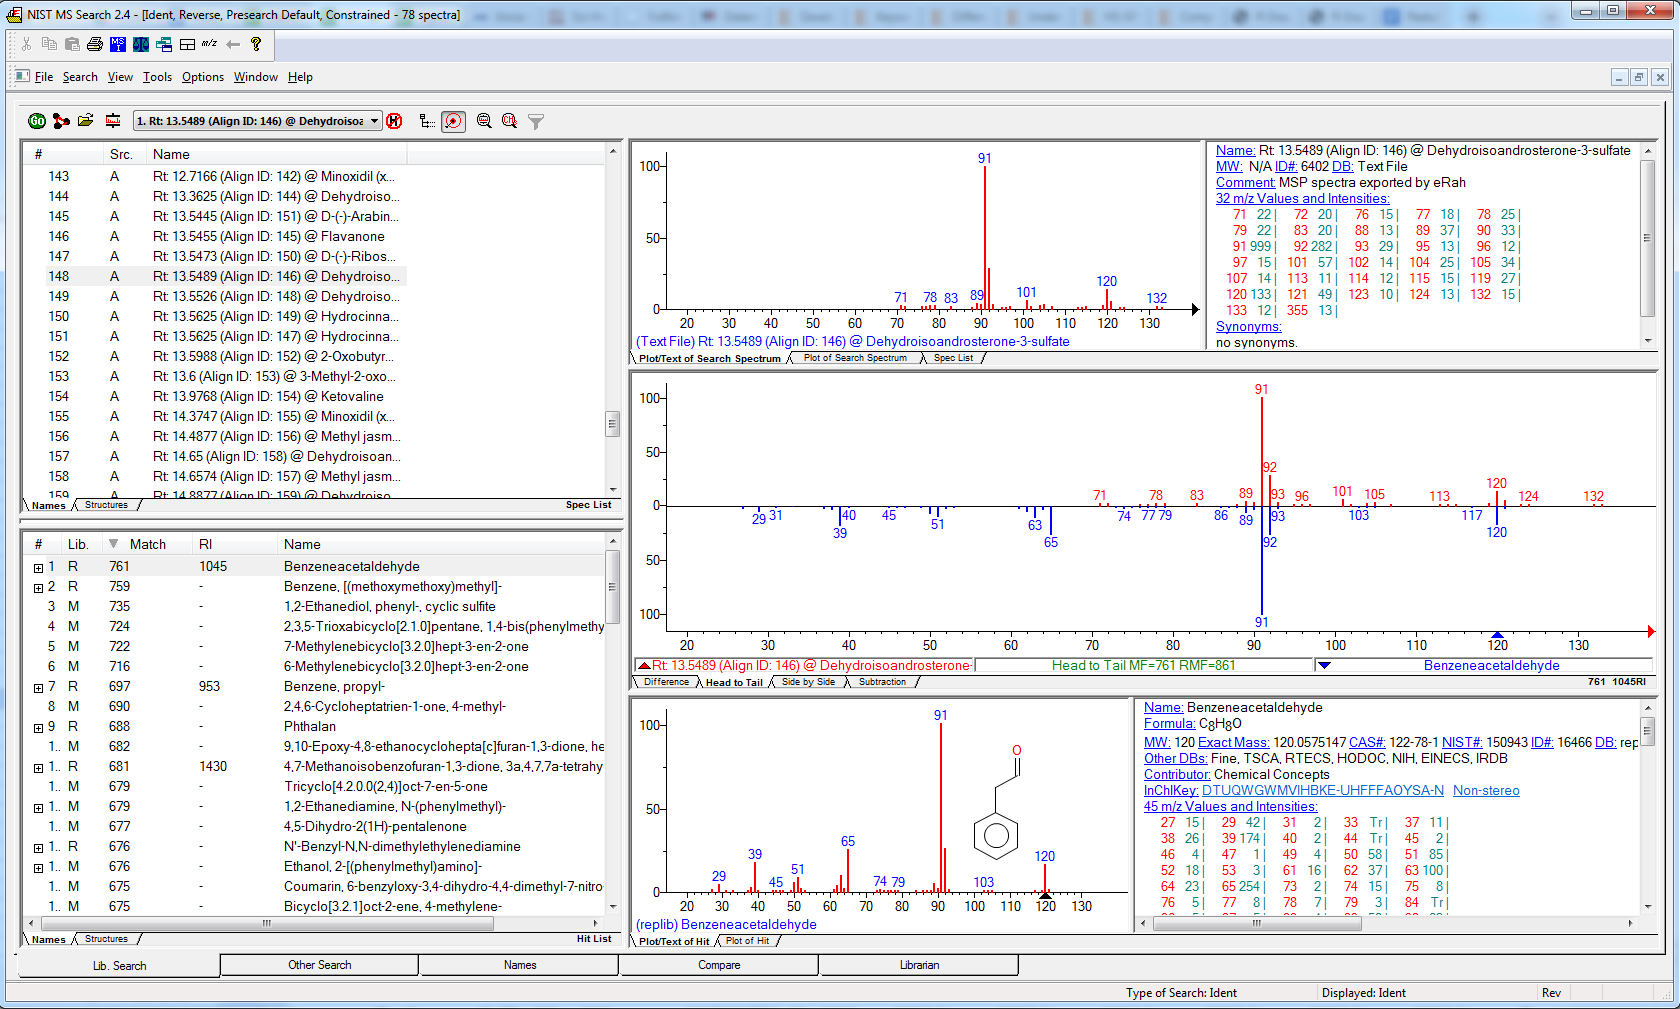 NIST MS Search 2.4 - [Ident, Reverse, Presearch Default, Constrained - 78 spectra]
File Search View Tools Options Window Help
1. Rt: 13.5489 (Align ID: 146) @ Dehydroisoa
# Src. Name
143 A Rt: 12.7166 (Align ID: 142) @ Minoxidil (x...
144 A Rt: 13.3625 (Align ID: 144) @ Dehydroiso...
145 A Rt: 13.5445 (Align ID: 151) @ D-(-)-Arabin...
146 A Rt: 13.5455 (Align ID: 145) @ Flavanone
147 A Rt: 13.5473 (Align ID: 150) @ D-(-)-Ribos...
148 A Rt: 13.5489 (Align ID: 146) @ Dehydroiso...
149 A Rt: 13.5526 (Align ID: 148) @ Dehydroiso...
150 A Rt: 13.5625 (Align ID: 149) @ Hydrocinna...
151 A Rt: 13.5625 (Align ID: 147) @ Hydrocinna...
152 A Rt: 13.5988 (Align ID: 152) @ 2-Oxobutyr...
153 A Rt: 13.6 (Align ID: 153) @ 3-Methyl-2-oxo...
154 A Rt: 13.9768 (Align ID: 154) @ Ketovaline
155 A Rt: 14.3747 (Align ID: 155) @ Minoxidil (x...
156 A Rt: 14.4877 (Align ID: 156) @ Methyl jasm...
157 A Rt: 14.65 (Align ID: 158) @ Dehydroisoan...
158 A Rt: 14.6574 (Align ID: 157) @ Methyl jasm...
159 A Rt: 14.8877 (Align ID: 159) @ Dehydroiso...
Names Structures Spec List
# Lib. Match RI Name
1 R 761 1045 Benzeneacetaldehyde
2 R 759 - Benzene, [(methoxymethoxy)methyl]-
3 M 735 - 1,2-Ethanediol, phenyl-, cyclic sulfite
4 M 724 - 2,3,5-Trioxabicyclo[2.1.0]pentane, 1,4-bis(phenylmethy
5 M 722 - 7-Methylenebicyclo[3.2.0]hept-3-en-2-one
6 M 716 - 6-Methylenebicyclo[3.2.0]hept-3-en-2-one
7 R 697 953 Benzene, propyl-
8 M 690 - 2,4,6-Cycloheptatrien-1-one, 4-methyl-
9 R 688 - Phthalan
1.. M 682 - 9,10-Epoxy-4,8-ethanocyclohepta[c]furan-1,3-dione, he
1.. R 681 1430 4,7-Methanoisobenzofuran-1,3-dione, 3a,4,7,7a-tetrahy
1.. M 679 - Tricyclo[4.2.0.0(2,4)]oct-7-en-5-one
1.. M 679 - 1,2-Ethanediamine, N-(phenylmethyl)-
1.. M 677 - 4,5-Dihydro-2(1H)-pentalenone
1.. R 676 - N'-Benzyl-N,N-dimethylethylenediamine
1.. M 676 - Ethanol, 2-[(phenylmethyl)amino]-
1.. M 675 - Coumarin, 6-benzyloxy-3,4-dihydro-4,4-dimethyl-7-nitro-
1.. M 675 - Bicyclo[3.2.1]oct-2-ene, 4-methylene-
Names Structures Hit List
100 50 0
91
71 78 83 89 101 120 132
20 30 40 50 60 70 80 90 100 110 120 130
(Text File) Rt: 13.5489 (Align ID: 146) @ Dehydroisoandrosterone-3-sulfate
Plot/Text of Search Spectrum Plot of Search Spectrum Spec List
Name: Rt: 13.5489 (Align ID: 146) @ Dehydroisoandrosterone-3-sulfate
MW: N/A ID#: 6402 DB: Text File
Comment: MSP spectra exported by eRah
32 m/z Values and Intensities:
71 22 | 72 20 | 76 15 | 77 18 | 78 25 |
79 22 | 83 20 | 88 13 | 89 37 | 90 33 |
91 999 | 92 282 | 93 29 | 95 13 | 96 12 |
97 15 | 101 57 | 102 14 | 104 25 | 105 34 |
107 14 | 113 11 | 114 12 | 115 15 | 119 27 |
120 133 | 121 49 | 123 10 | 124 13 | 132 15 |
133 12 | 355 13 |
Synonyms:
no synonyms.
100 50 0 50 100
91
92
71 78 83 89 93 96 101 105 113 120 124 132
29 31 39 40 45 51 63 65 74 77 79 86 89 93 103 117 120
92
91
20 30 40 50 60 70 80 90 100 110 120 130
Rt: 13.5489 (Align ID: 146) @ Dehydroisoandrosterone- Head to Tail MF=761 RMF=861 Benzeneacetaldehyde
Difference Head to Tail Side by Side Subtraction 761 1045RI
100 50 0
91
29 39 45 51 65 74 79 103 120
O
20 30 40 50 60 70 80 90 100 110 120 130
(replib) Benzeneacetaldehyde
Plot/Text of Hit Plot of Hit
Name: Benzeneacetaldehyde
Formula: C8H8O
MW: 120 Exact Mass: 120.0575147 CAS#: 122-78-1 NIST#: 150943 ID#: 16466 DB: rep
Other DBs: Fine, TSCA, RTECS, HODOC, NIH, EINECS, IRDB
Contributor: Chemical Concepts
InChIKey: DTUQWGWMVIHBKE-UHFFFAOYSA-N Non-stereo
45 m/z Values and Intensities:
27 15 | 29 42 | 31 2 | 33 Tr | 37 11 |
38 26 | 39 174 | 40 2 | 44 Tr | 45 2 |
46 4 | 47 1 | 49 4 | 50 58 | 51 85 |
52 18 | 53 3 | 61 16 | 62 37 | 63 100 |
64 23 | 65 254 | 73 2 | 74 15 | 75 8 |
76 5 | 77 8 | 78 7 | 79 3 | 84 Tr |
Lib. Search Other Search Names Compare Librarian
Type of Search: Ident Displayed: Ident Rev